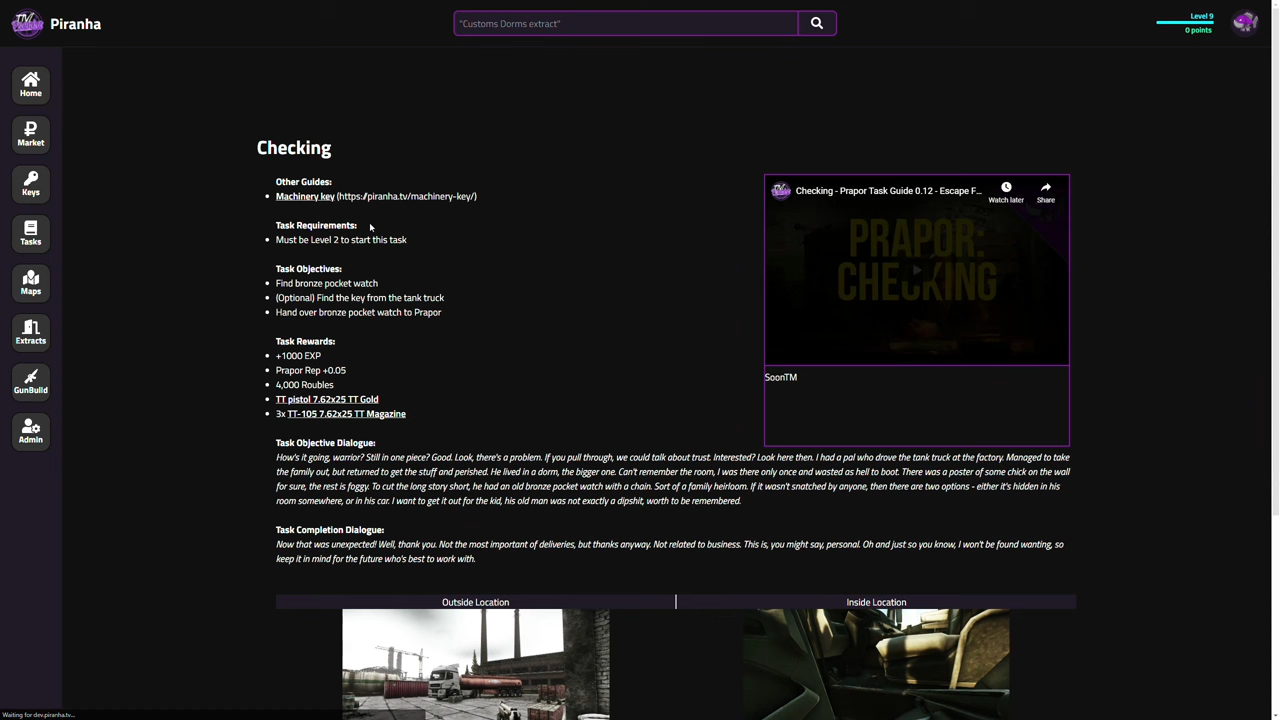 Piranha
"Customs Dorms extract"
Level 9
0 points
Home
Market
Keys
Tasks
Maps
Extracts
GunBuild
Admin
Checking
Other Guides:
Machinery key (https://piranha.tv/machinery-key/)
Task Requirements:
Must be Level 2 to start this task
Task Objectives:
Find bronze pocket watch
(Optional) Find the key from the tank truck
Hand over bronze pocket watch to Prapor
Task Rewards:
+1000 EXP
Prapor Rep +0.05
4,000 Roubles
TT pistol 7.62x25 TT Gold
3x TT-105 7.62x25 TT Magazine
Checking - Prapor Task Guide 0.12 - Escape F...
Watch later
Share
PRAPOR:
CHECKING
SoonTM
Task Objective Dialogue:
How's it going, warrior? Still in one piece? Good. Look, there's a problem. If you pull through, we could talk about trust. Interested? Look here then. I had a pal who drove the tank truck at the factory. Managed to
take the family out, but returned to get the stuff and perished. He lived in a dorm, the bigger one. Can't remember the room, I was there only once and wasted as hell to boot. There was a poster of some chick on the wall
for sure, the rest is foggy. To cut the long story short, he had an old bronze pocket watch with a chain. Sort of a family heirloom. If it wasn't snatched by anyone, then there are two options - either it's hidden in his
room somewhere, or in his car. I want to get it out for the kid, his old man was not exactly a dipshit, worth to be remembered.
Task Completion Dialogue:
Now that was unexpected! Well, thank you. Not the most important of deliveries, but thanks anyway. Not related to business. This is, you might say, personal. Oh and just so you know, I won't be found wanting, so
keep it in mind for the future who's best to work with.
Outside Location
Inside Location
Waiting for dev.piranha.tv...